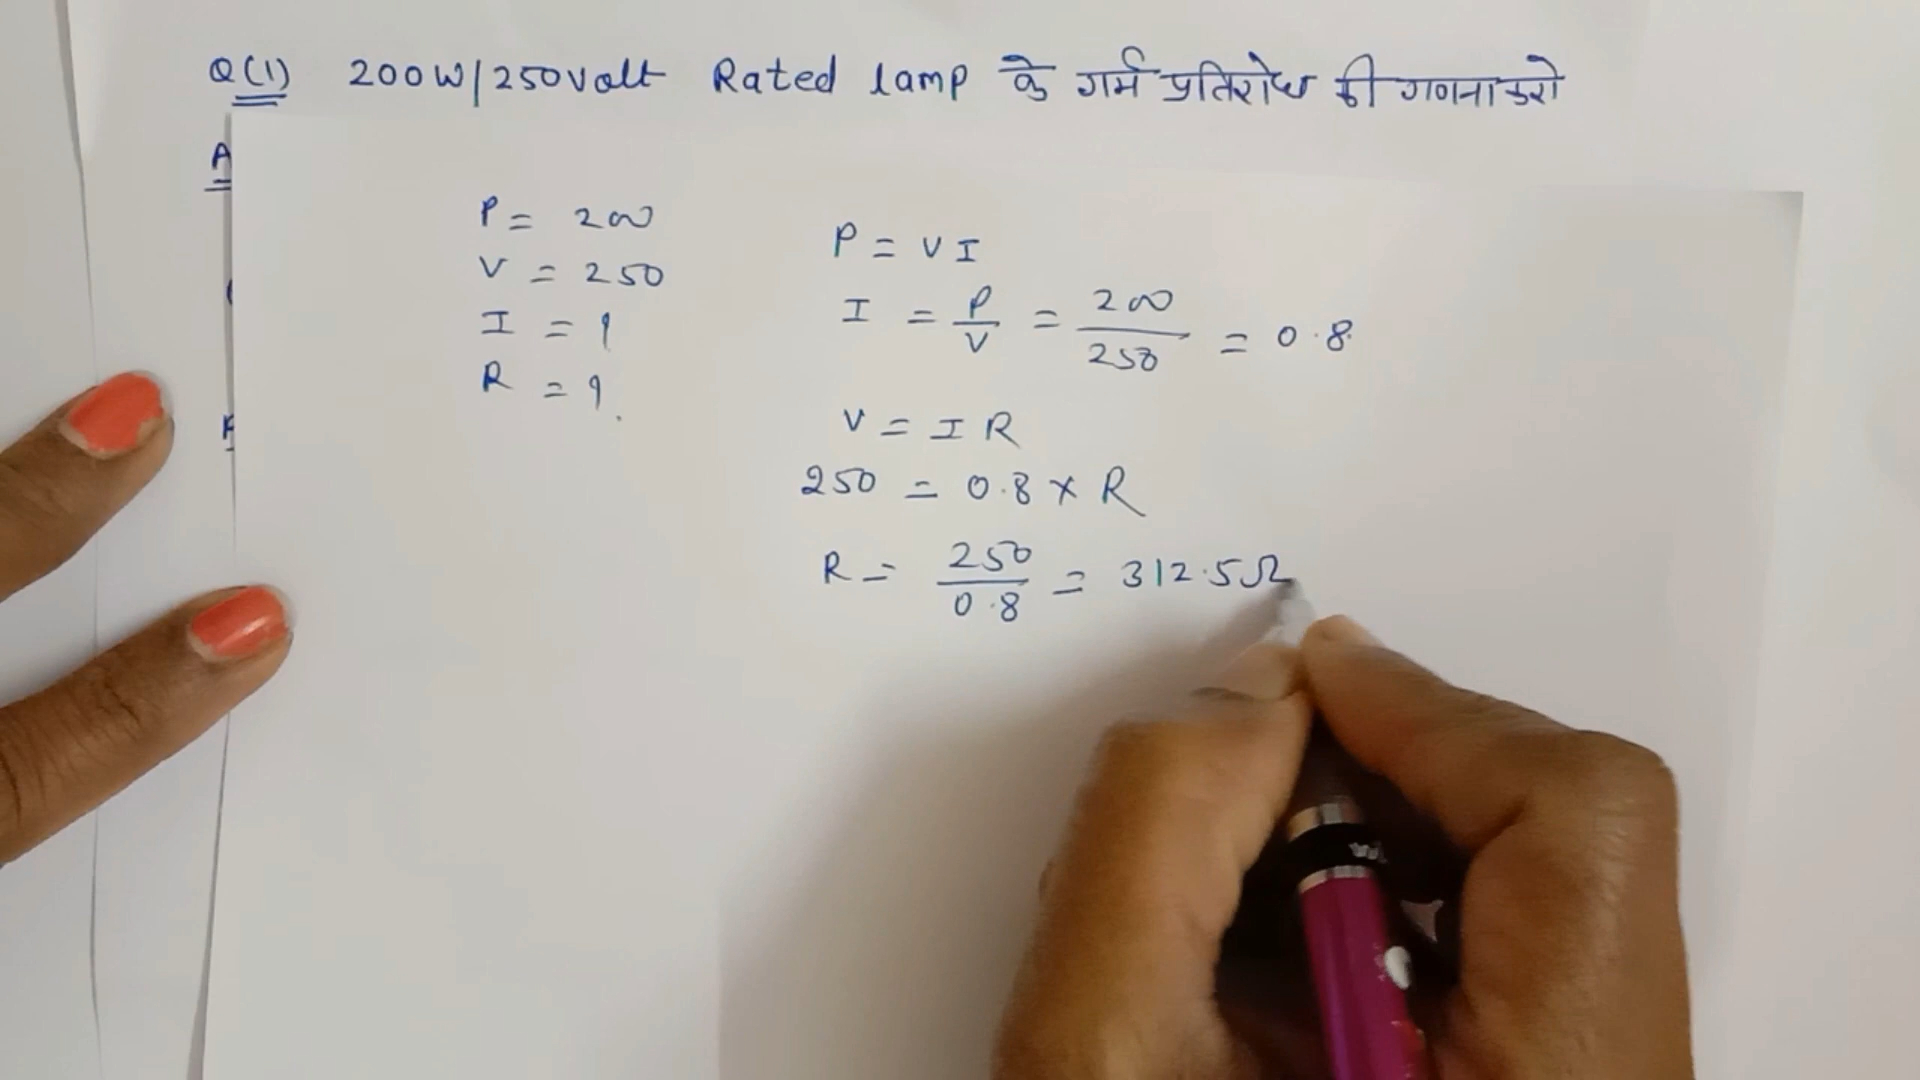 Q(1) 200W/250Volt Rated lamp के गर्म प्रतिरोध की गणना करो
A
P = 200
V = 250
I = ?
R = ?
P = VI
I = P/V = 200/250 = 0.8
V = IR
250 = 0.8 × R
R = 250/0.8 = 312.5Ω